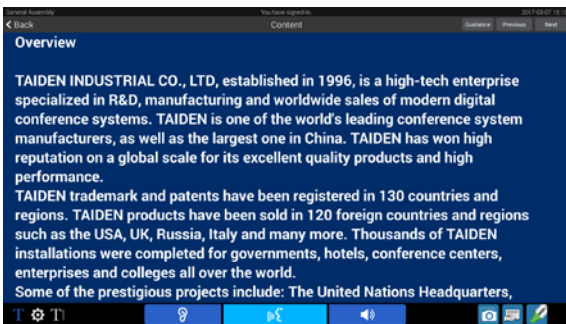 General Assembly You have signed in. 2017-03-07 15:13
Back Content Guidance Previous Next
Overview
TAIDEN INDUSTRIAL CO., LTD, established in 1996, is a high-tech enterprise
specialized in R&D, manufacturing and worldwide sales of modern digital
conference systems. TAIDEN is one of the world's leading conference system
manufacturers, as well as the largest one in China. TAIDEN has won high
reputation on a global scale for its excellent quality products and high
performance.
TAIDEN trademark and patents have been registered in 130 countries and
regions. TAIDEN products have been sold in 120 foreign countries and regions
such as the USA, UK, Russia, Italy and many more. Thousands of TAIDEN
installations were completed for governments, hotels, conference centers,
enterprises and colleges all over the world.
Some of the prestigious projects include: The United Nations Headquarters,
T T